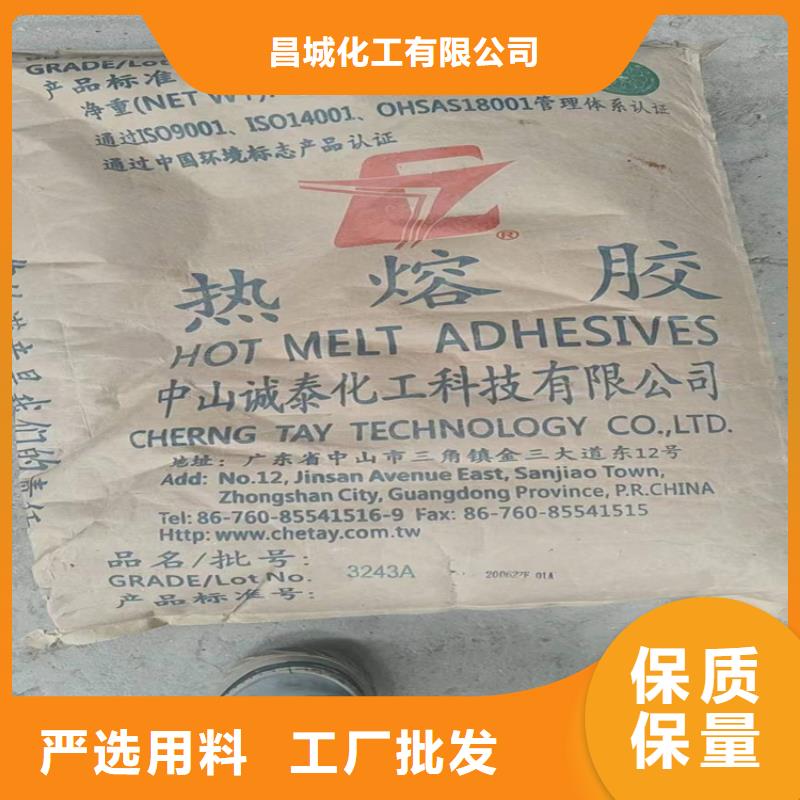 昌城化工有限公司
GRADE/Lot
产品标准
净重(NET WT).
通过ISO9001、ISO14001、OHSAS18001管理体系认证
通过中国环境标志产品认证
®
热熔胶
HOT MELT ADHESIVES
中山诚泰化工科技有限公司
CHERNG TAY TECHNOLOGY CO.,LTD.
地址: 广东省中山市三角镇金三大道东12号
Add: No.12, Jinsan Avenue East, Sanjiao Town,
Zhongshan City, Guangdong Province, P.R.CHINA
Tel: 86-760-85541516-9 Fax: 86-760-85541515
Http: www.chetay.com.tw
品名/批号:
GRADE/Lot No. 3243A
产品标准号:
是我们的责任
保质
保量
严选用料 工厂批发